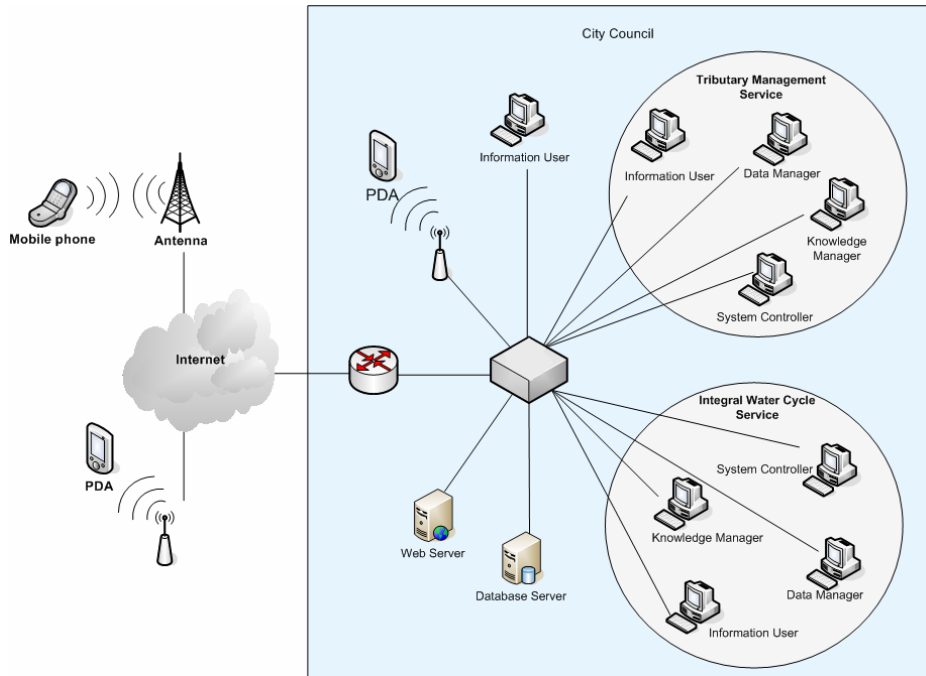 City Council
Tributary Management
Service
Information User
PDA
Information User
Data Manager
Knowledge
Manager
System Controller
Mobile phone
Antenna
Internet
PDA
Integral Water Cycle
Service
System Controller
Knowledge Manager
Data Manager
Information User
Web Server
Database Server